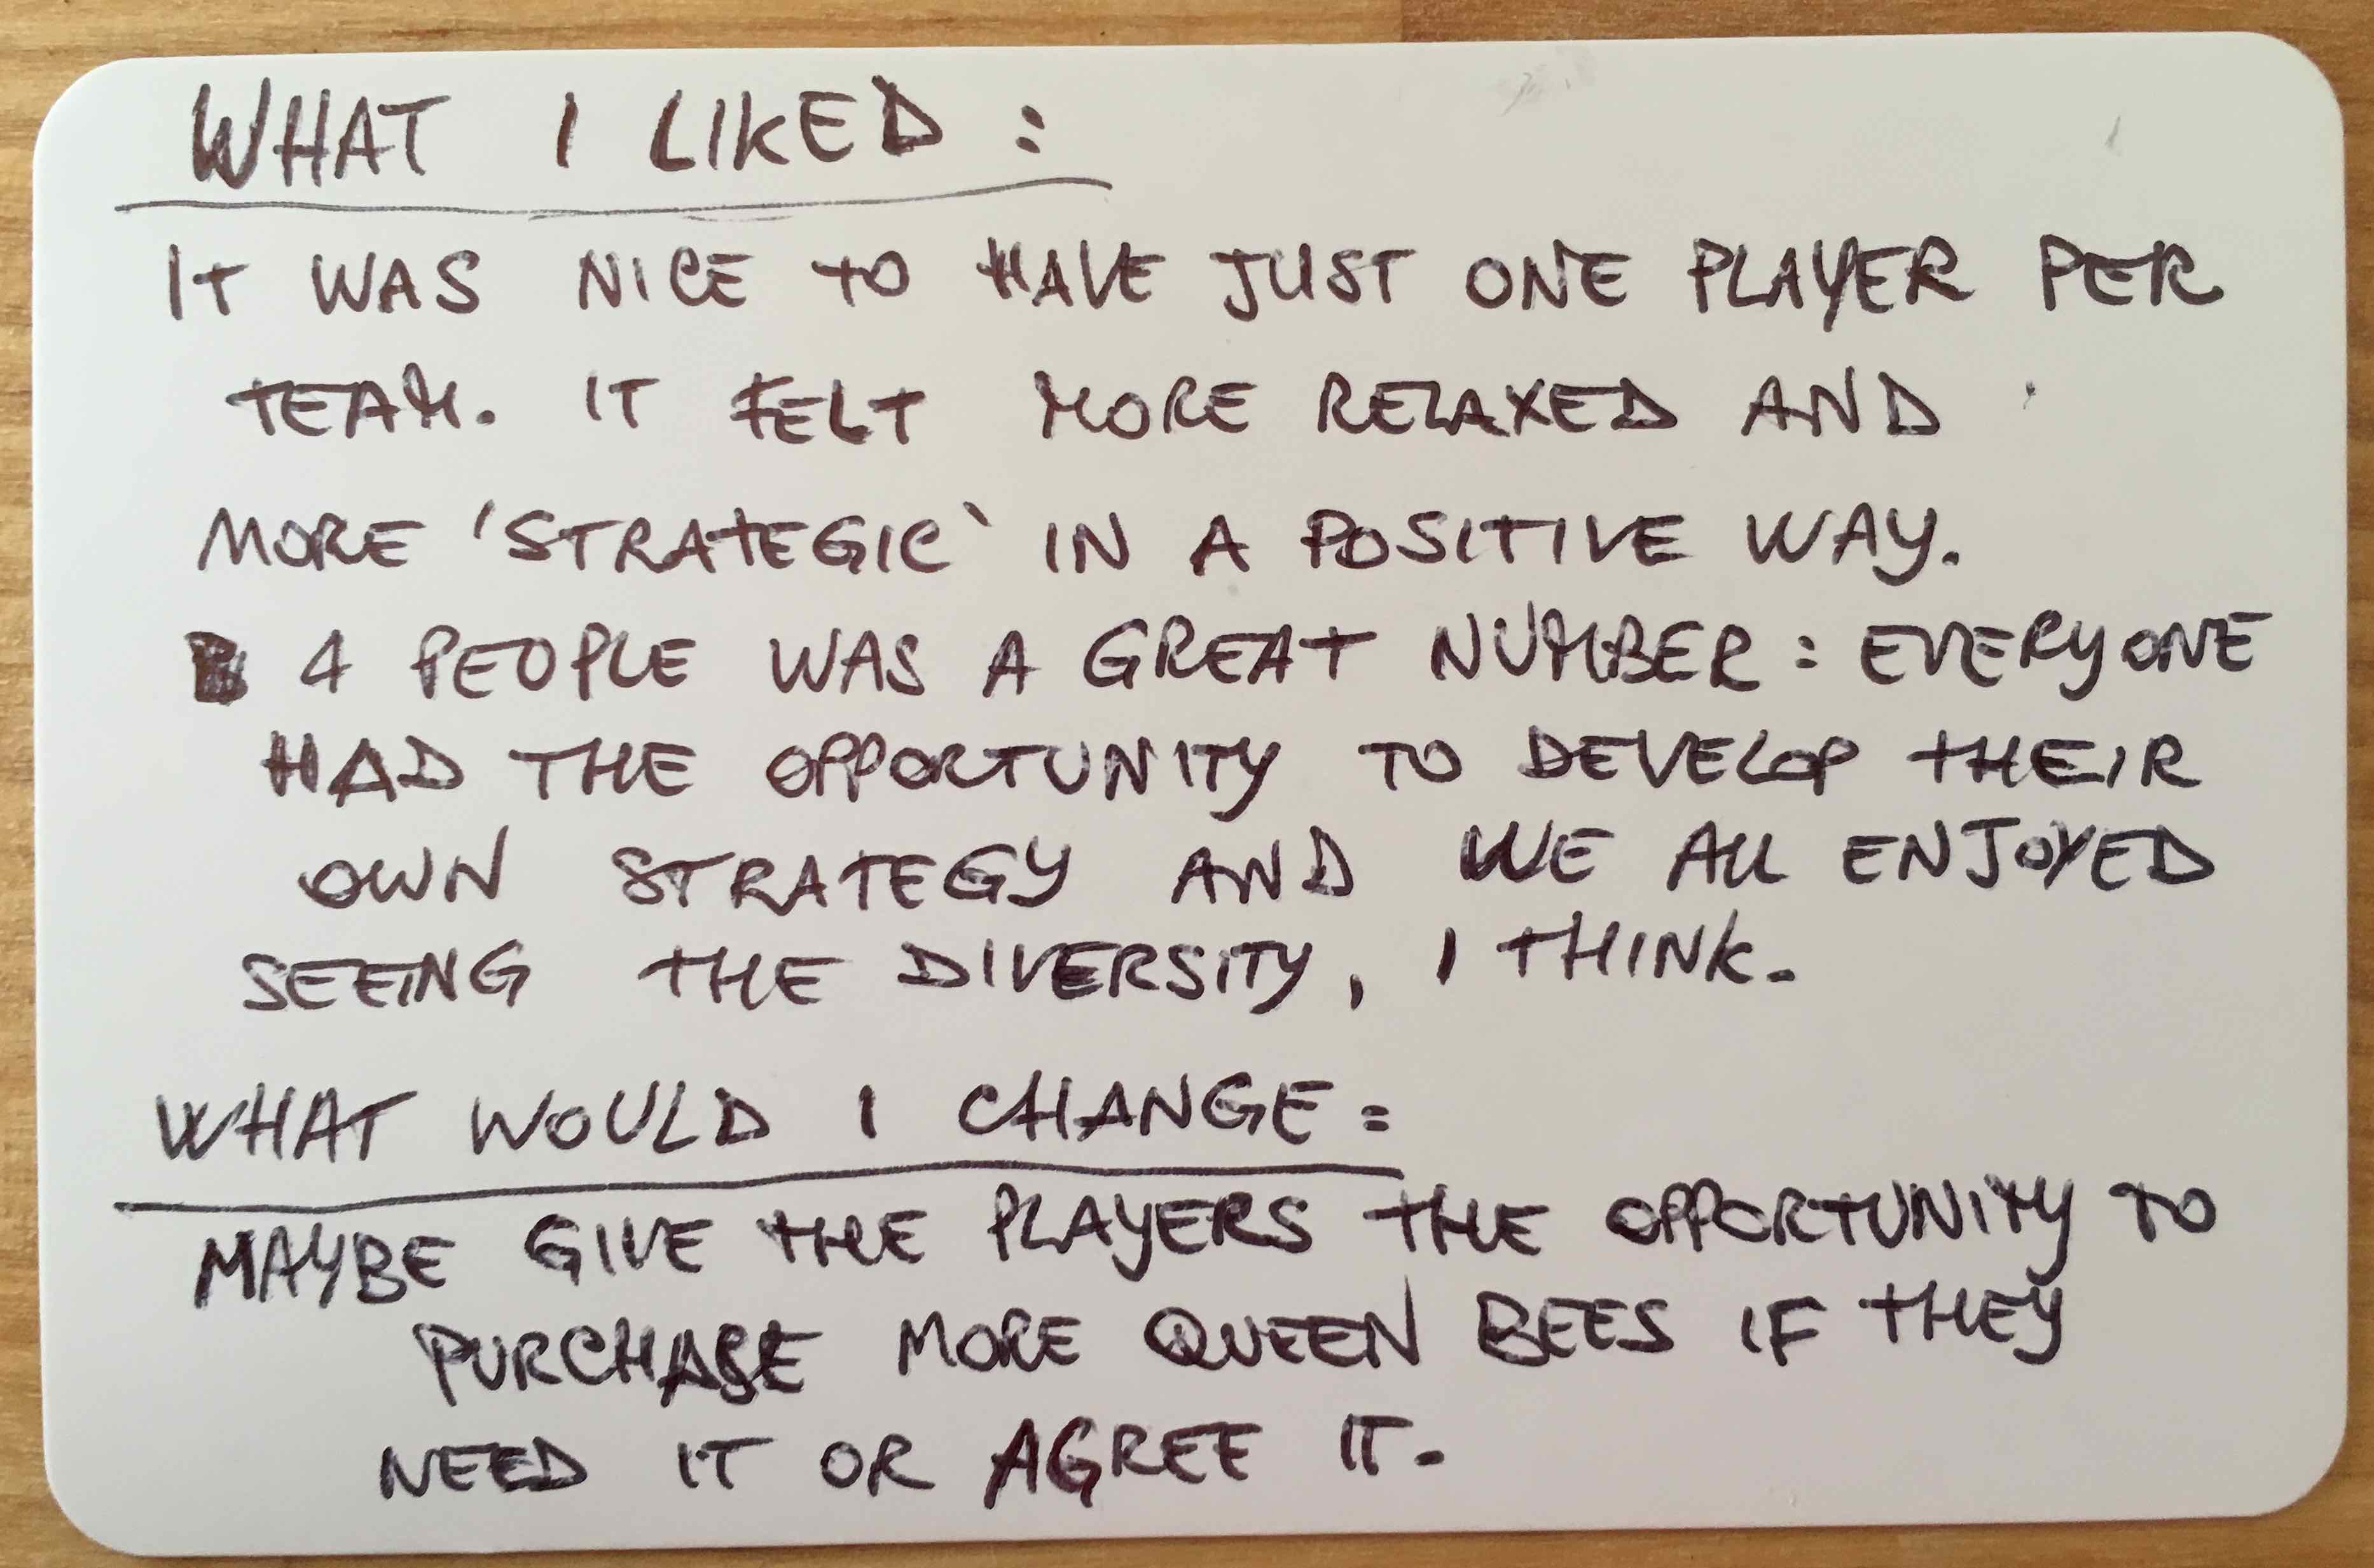 WHAT I LIKED :
IT WAS NICE TO HAVE JUST ONE PLAYER PER
TEAM. IT FELT MORE RELAXED AND
MORE 'STRATEGIC' IN A POSITIVE WAY.
4 PEOPLE WAS A GREAT NUMBER : EVERYONE
HAD THE OPPORTUNITY TO DEVELOP THEIR
OWN STRATEGY AND WE ALL ENJOYED
SEEING THE DIVERSITY, I THINK.
WHAT WOULD I CHANGE :
MAYBE GIVE THE PLAYERS THE OPPORTUNITY TO
PURCHASE MORE QUEEN BEES IF THEY
NEED IT OR AGREE IT.